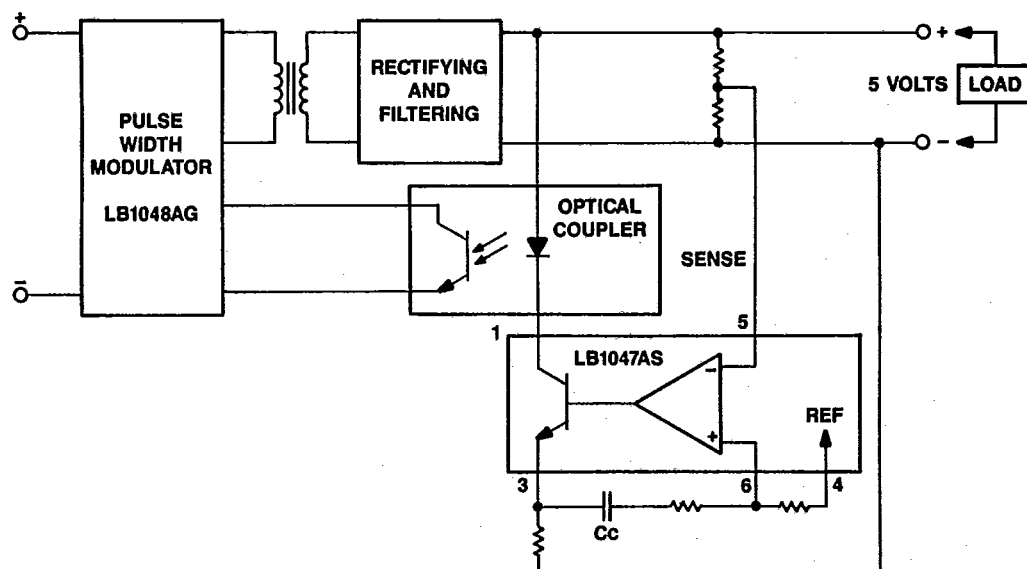 +
PULSE
WIDTH
MODULATOR
LB1048AG
–
RECTIFYING
AND
FILTERING
+
5 VOLTS
LOAD
–
OPTICAL
COUPLER
SENSE
1
5
LB1047AS
–
+
REF
3
6
4
Cc